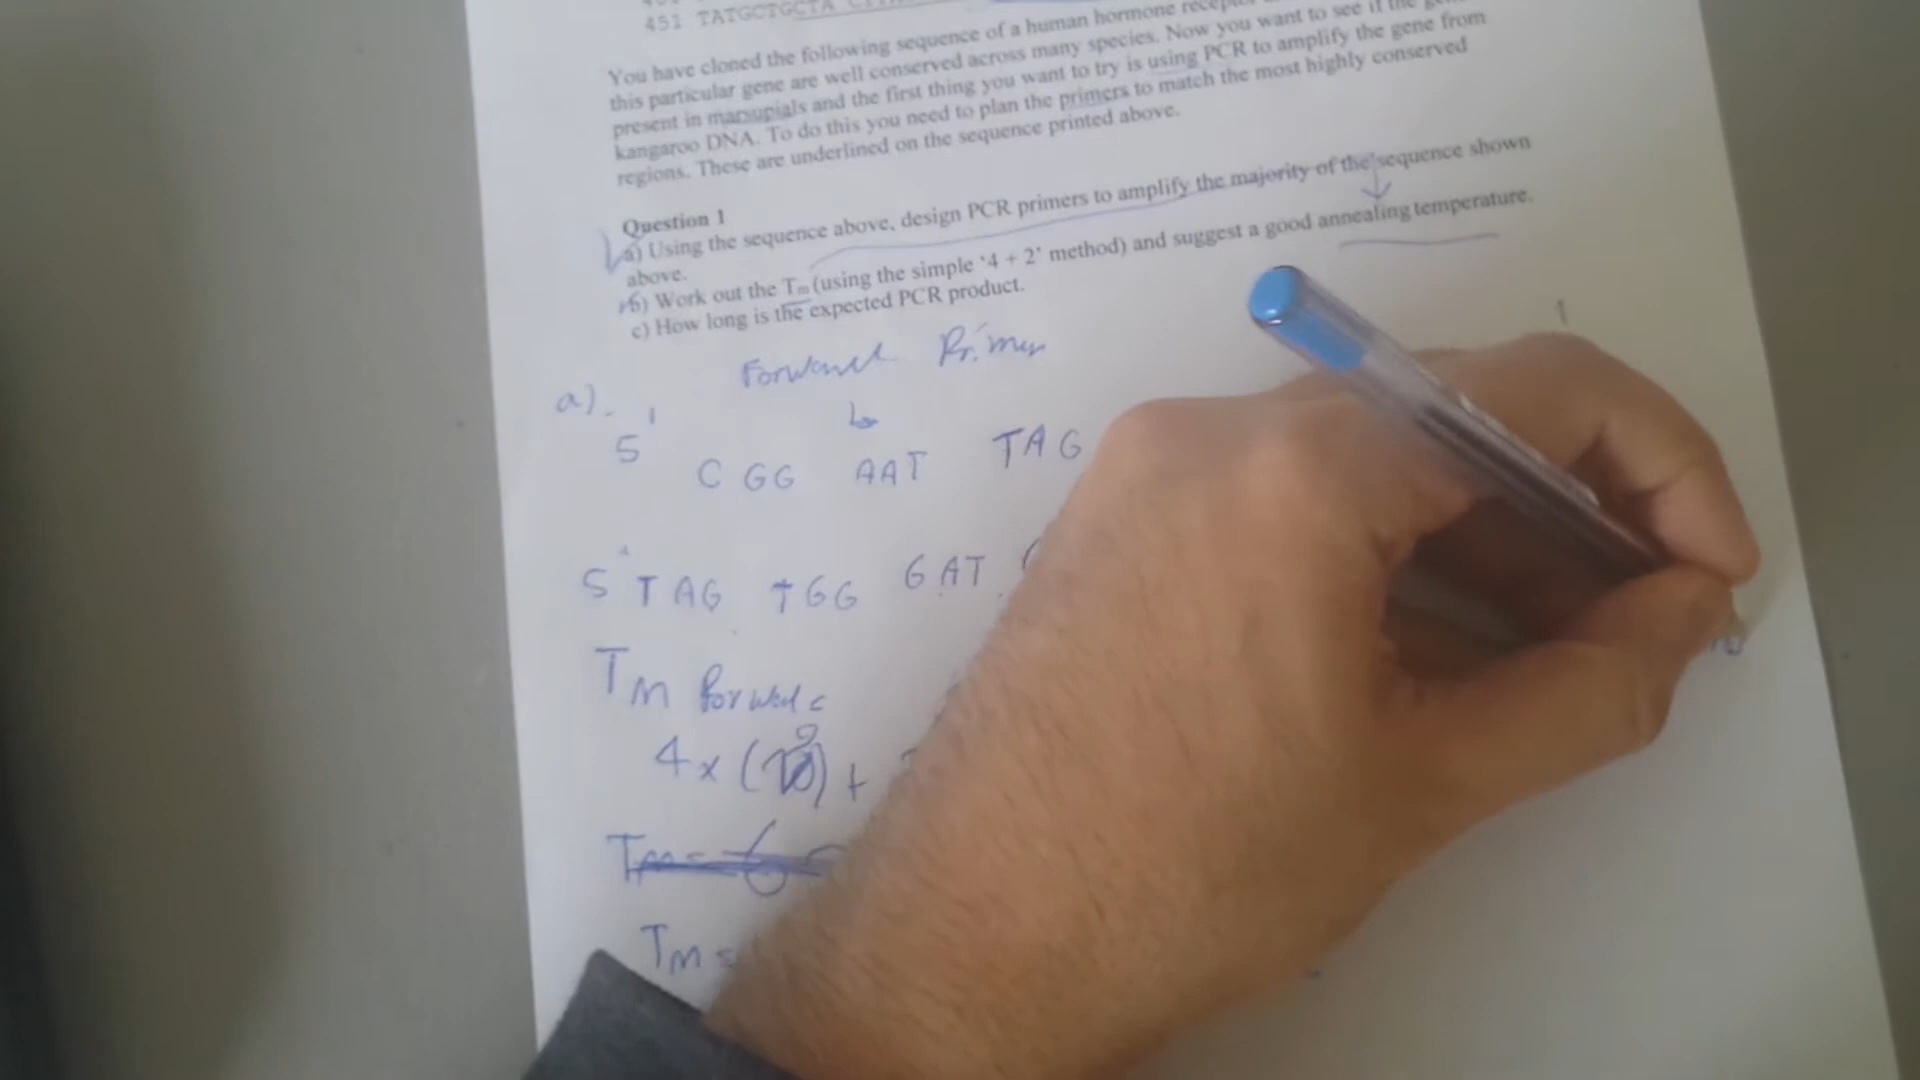 451 TATGCTGCTA
You have cloned the following sequence of a human hormone
this particular gene are well conserved across many species. Now you want to see if the
present in marsupials and the first thing you want to try is using PCR to amplify the gene from
kangaroo DNA. To do this you need to plan the primers to match the most highly conserved
regions. These are underlined on the sequence printed above.
Question 1
a) Using the sequence above, design PCR primers to amplify the majority of the sequence shown
above.
b) Work out the Tm (using the simple '4 + 2' method) and suggest a good annealing temperature.
c) How long is the expected PCR product.
Forward Primer
a).
5' CGG AAT TAG
5' TAG TGG GAT
Tm Forward
4x ( ) +
Tm =
Tm =